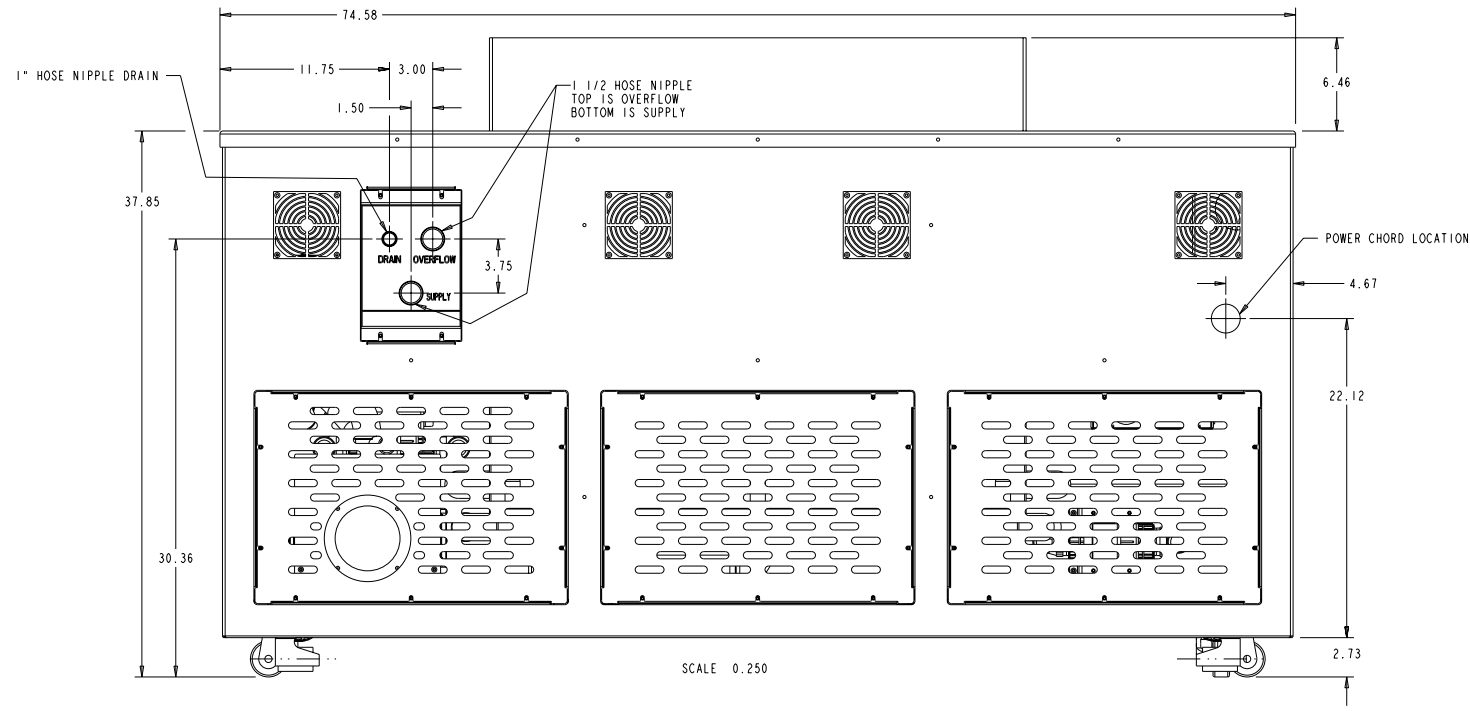 74.58
6.46
11.75
3.00
1" HOSE NIPPLE DRAIN
1 1/2 HOSE NIPPLE
TOP IS OVERFLOW
BOTTOM IS SUPPLY
1.50
37.85
POWER CHORD LOCATION
DRAIN OVERFLOW
3.75
4.67
SUPPLY
22.12
30.36
2.73
SCALE 0.250